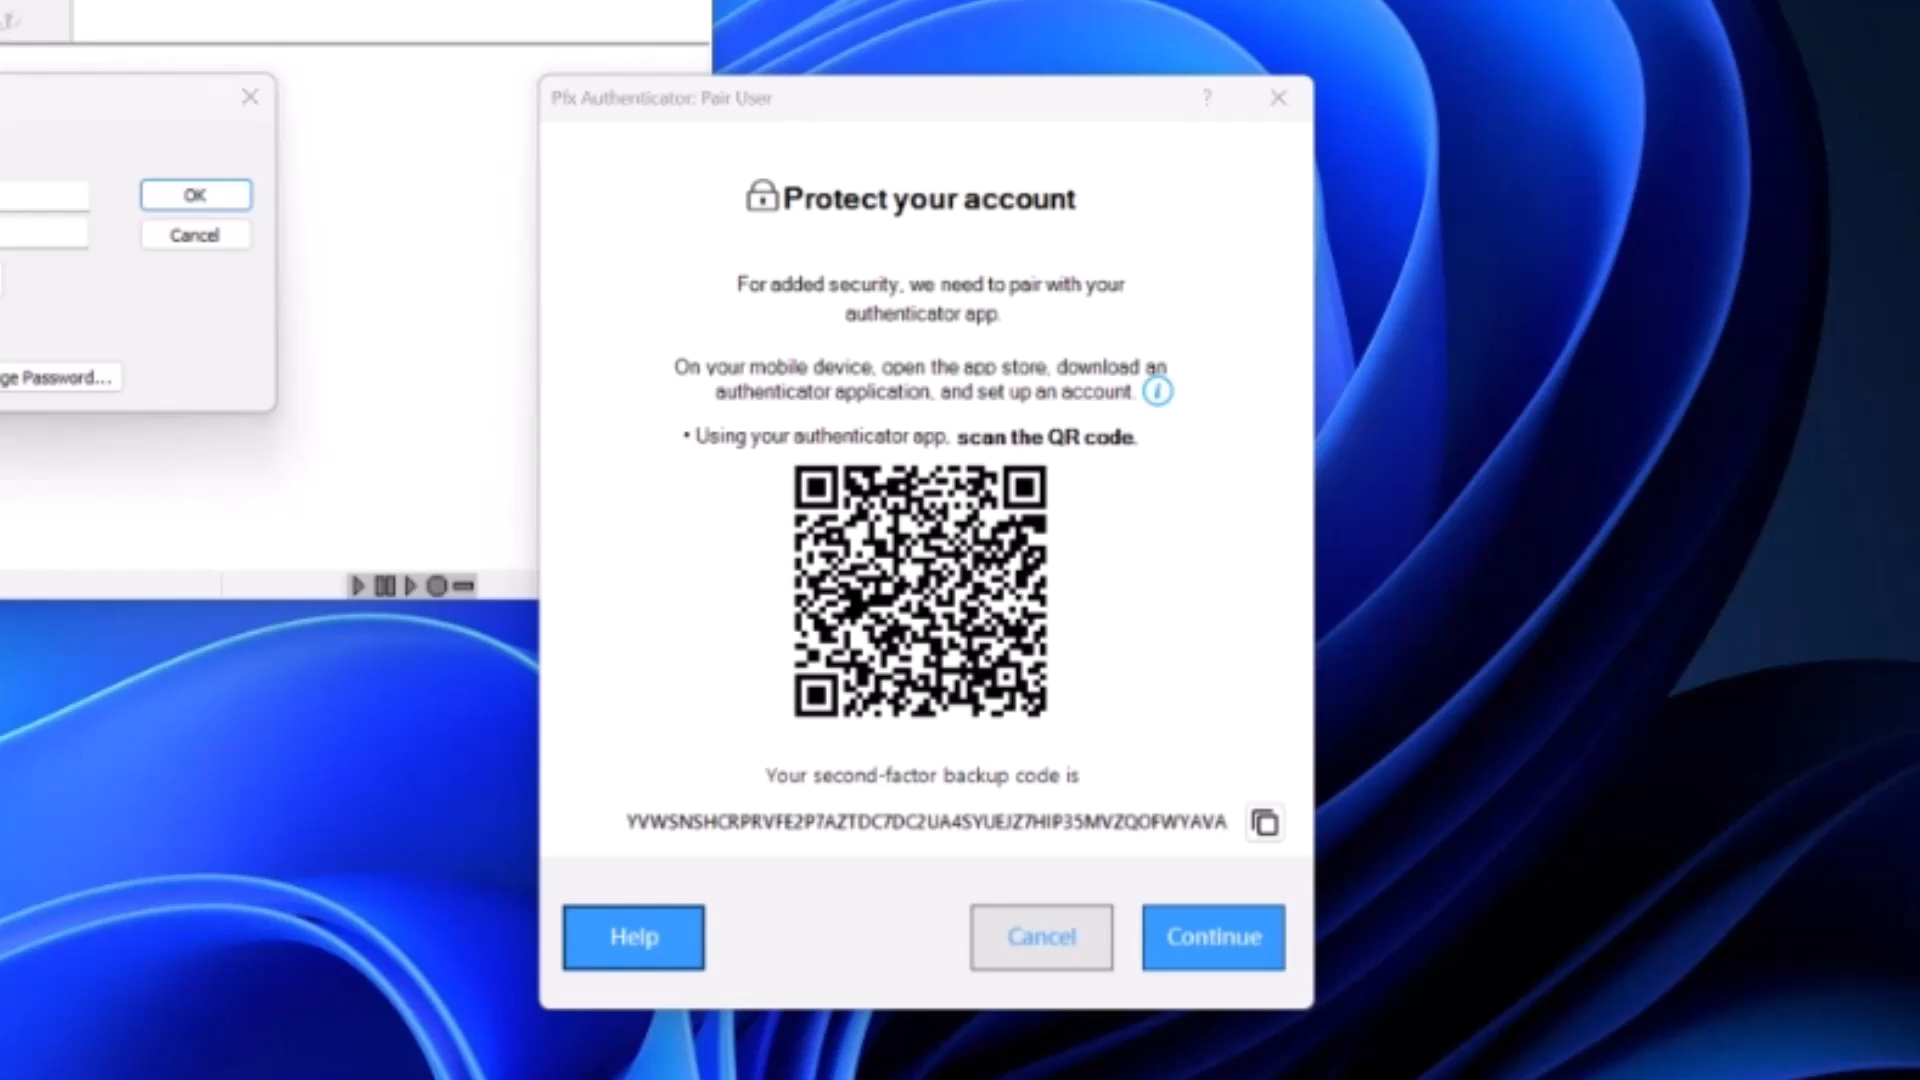 OK
Cancel
ge Password...
Pfx Authenticator: Pair User
?
Protect your account
For added security, we need to pair with your
authenticator app.
On your mobile device, open the app store, download an
authenticator application, and set up an account.
• Using your authenticator app, scan the QR code.
Your second-factor backup code is
YVWSNSHCRPRVFE2P7AZTDC7DC2UA4SYUEJZ7HIP35MVZQOFWYAVA
Help
Cancel
Continue